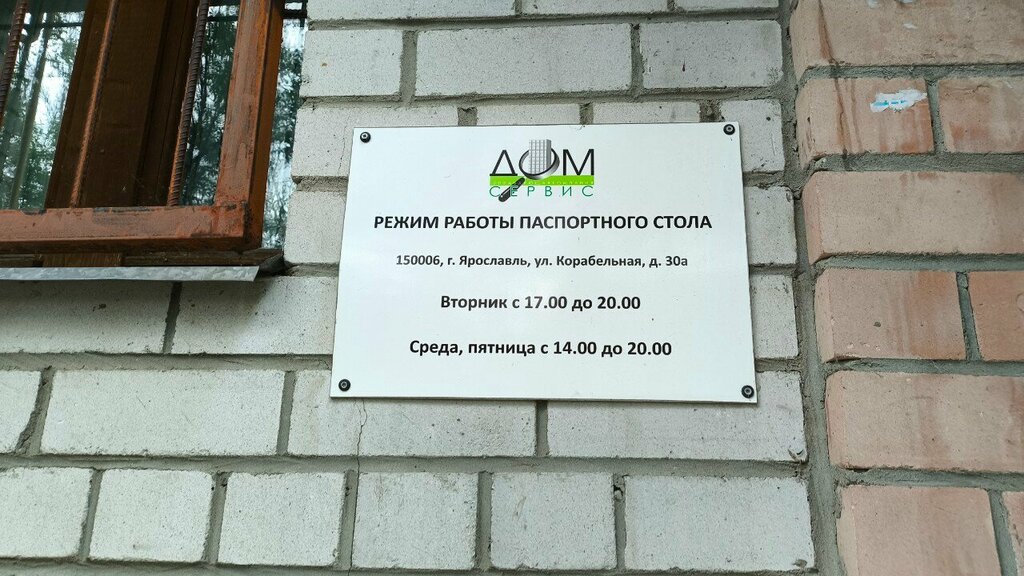 ДОМ
СЕРВИС
РЕЖИМ РАБОТЫ ПАСПОРТНОГО СТОЛА
150006, г. Ярославль, ул. Корабельная, д. 30а
Вторник с 17.00 до 20.00
Среда, пятница с 14.00 до 20.00